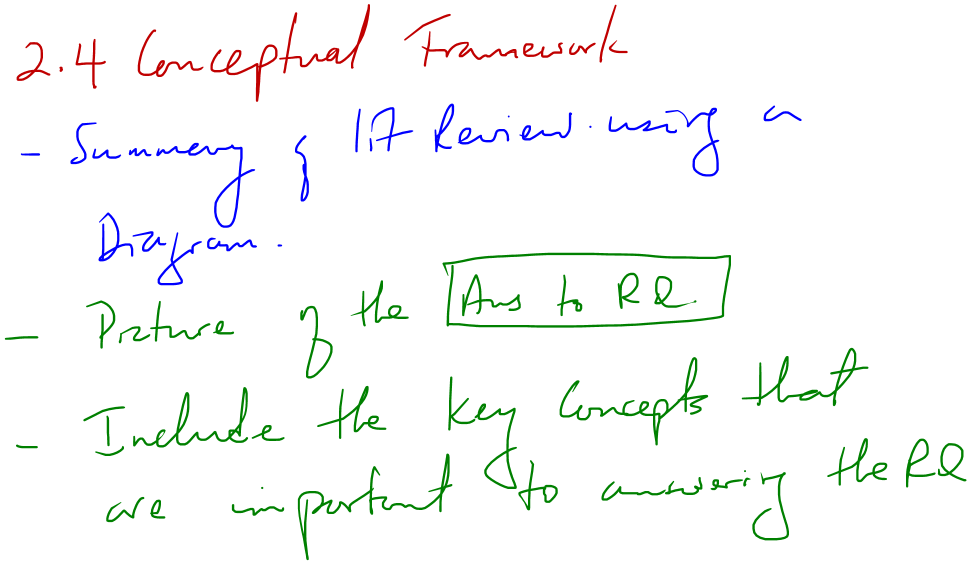 2.4 Conceptual Framework
- Summary of lit Review using a
Diagram.
- Picture of the Ans to RQ
- Include the key Concepts that
are important to answering the RQ